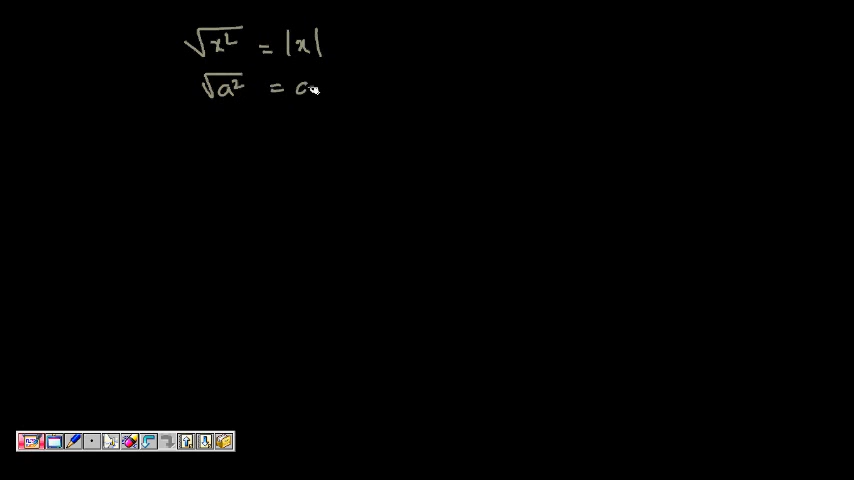 √x² = |x|
√a² =